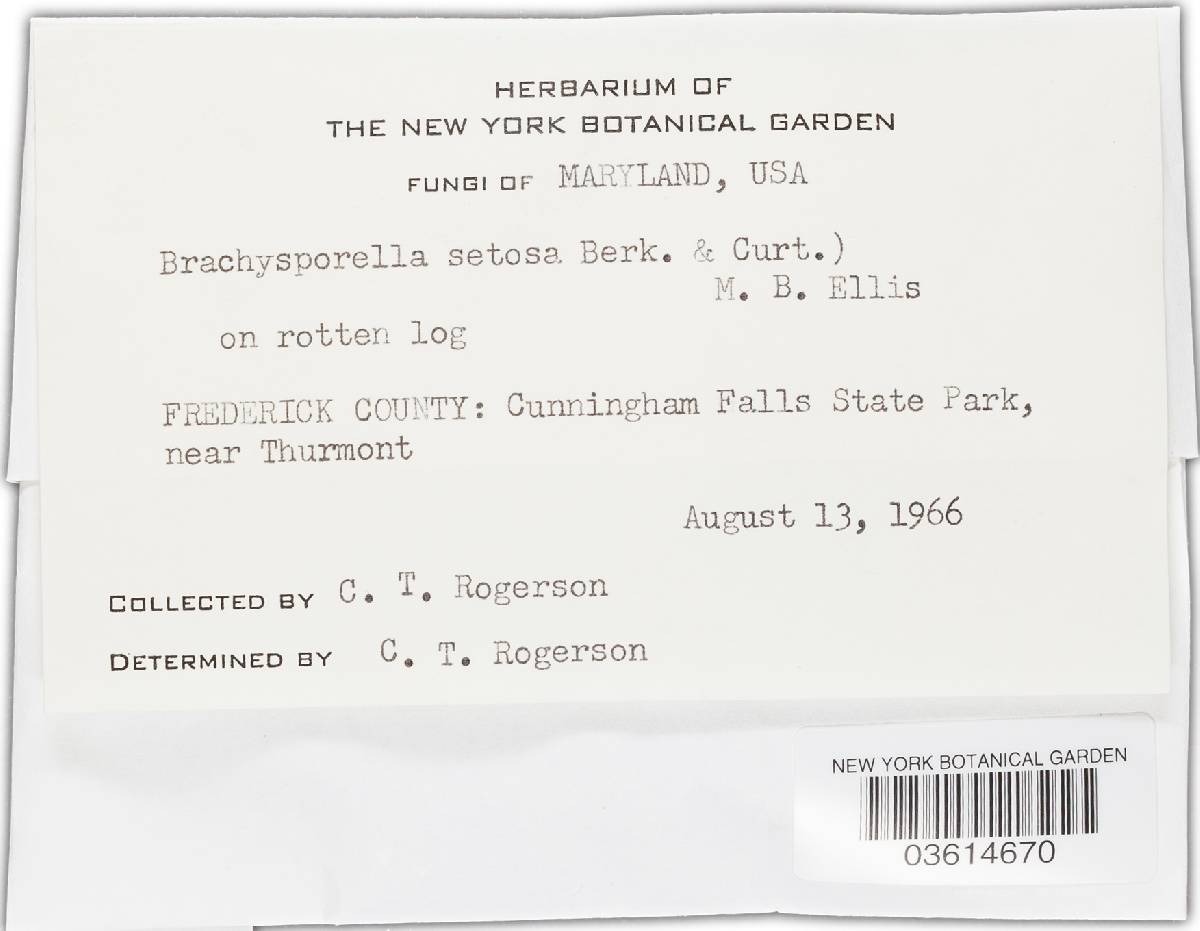 HERBARIUM OF
THE NEW YORK BOTANICAL GARDEN
FUNGI OF MARYLAND, USA
Brachysporella setosa Berk. & Curt.)
M. B. Ellis
on rotten log
FREDERICK COUNTY: Cunningham Falls State Park,
near Thurmont
August 13, 1966
COLLECTED BY C. T. Rogerson
DETERMINED BY C. T. Rogerson
NEW YORK BOTANICAL GARDEN
03614670